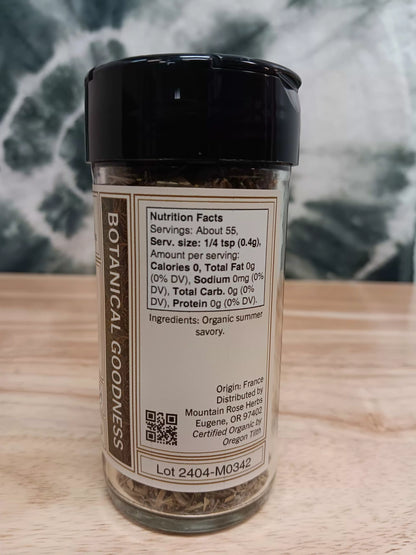 BOTANICAL GOODNESS
Nutrition Facts
Servings: About 55,
Serv. size: 1/4 tsp (0.4g),
Amount per serving:
Calories 0, Total Fat 0g
(0% DV), Sodium 0mg (0%
DV), Total Carb. 0g (0%
DV), Protein 0g (0% DV).
Ingredients: Organic summer
savory.
Origin: France
Distributed by
Mountain Rose Herbs
Eugene, OR 97402
Certified Organic by
Oregon Tilth
Lot 2404-M0342